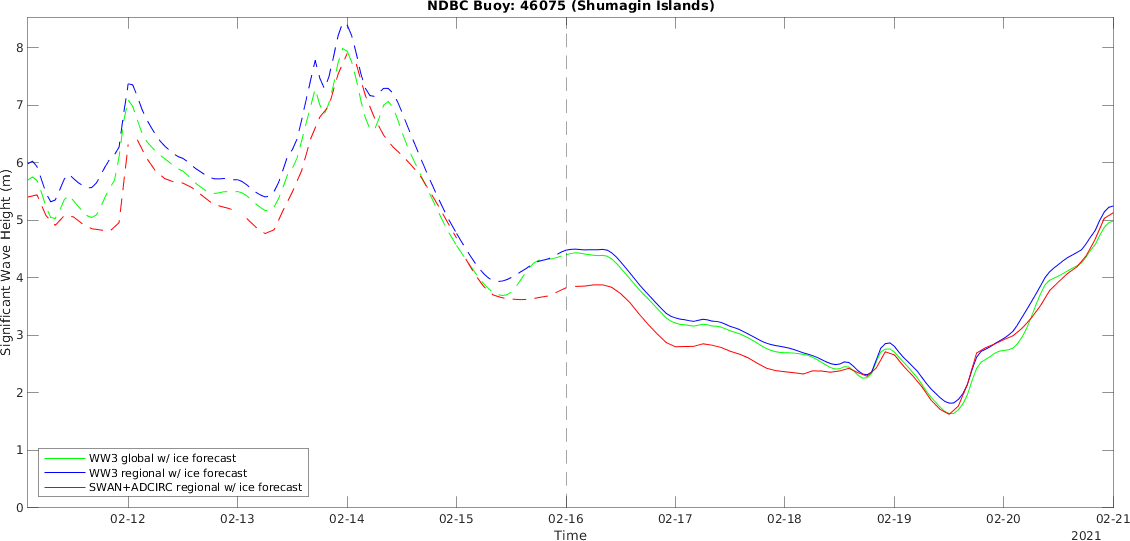 NDBC Buoy: 46075 (Shumagin Islands)
8
7
6
5
4
3
2
1
0
Significant Wave Height (m)
WW3 global w/ ice forecast
WW3 regional w/ ice forecast
SWAN+ADCIRC regional w/ ice forecast
02-12 02-13 02-14 02-15 02-16 02-17 02-18 02-19 02-20 02-21
Time
2021